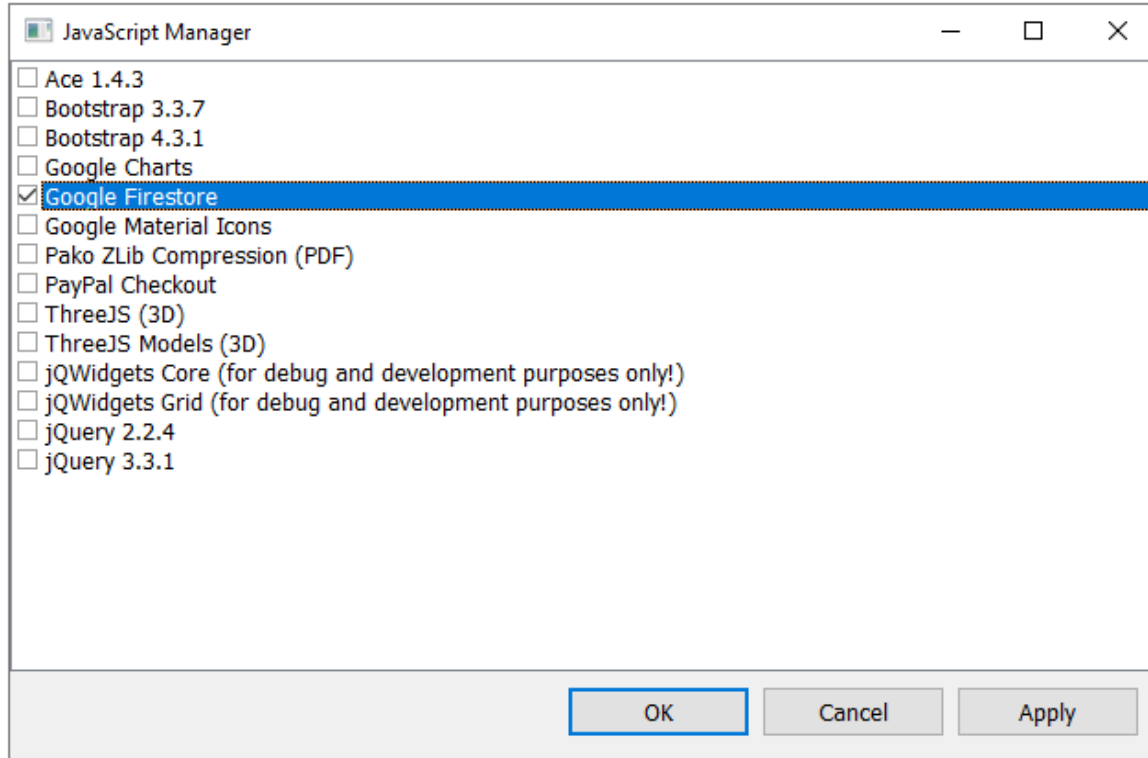 JavaScript Manager
Ace 1.4.3
Bootstrap 3.3.7
Bootstrap 4.3.1
Google Charts
Google Firestore
Google Material Icons
Pako ZLib Compression (PDF)
PayPal Checkout
ThreeJS (3D)
ThreeJS Models (3D)
jQWidgets Core (for debug and development purposes only!)
jQWidgets Grid (for debug and development purposes only!)
jQuery 2.2.4
jQuery 3.3.1
OK Cancel Apply